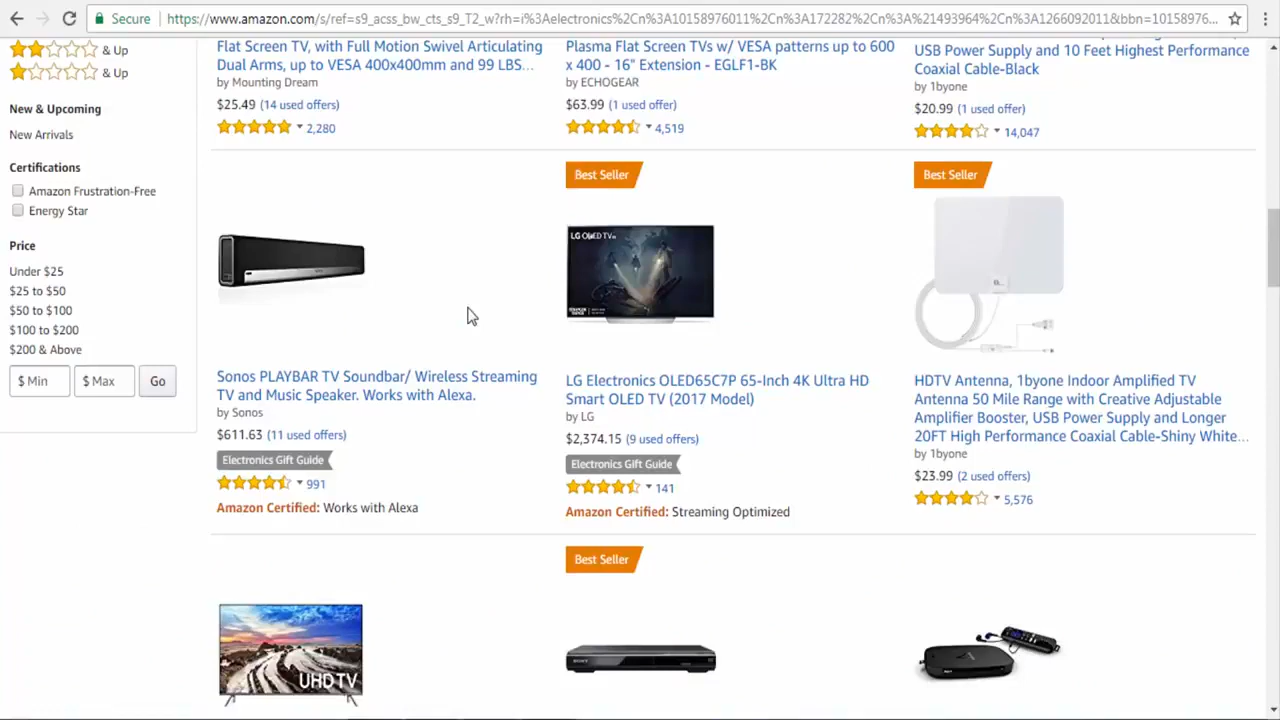 Secure
https://www.amazon.com/s/ref=s9_acss_bw_cts_s9_T2_w?rh=i%3Aelectronics%2Cn%3A10158976011%2Cn%3A172282%2Cn%3A%21493964%2Cn%3A1266092011&bbn=10158976...
& Up
& Up
New & Upcoming
New Arrivals
Certifications
Amazon Frustration-Free
Energy Star
Price
Under $25
$25 to $50
$50 to $100
$100 to $200
$200 & Above
$ Min
$ Max
Go
Flat Screen TV, with Full Motion Swivel Articulating
Dual Arms, up to VESA 400x400mm and 99 LBS...
by Mounting Dream
$25.49 (14 used offers)
2,280
Plasma Flat Screen TVs w/ VESA patterns up to 600
x 400 - 16" Extension - EGLF1-BK
by ECHOGEAR
$63.99 (1 used offer)
4,519
USB Power Supply and 10 Feet Highest Performance
Coaxial Cable-Black
by 1byone
$20.99 (1 used offer)
14,047
Sonos PLAYBAR TV Soundbar/ Wireless Streaming
TV and Music Speaker. Works with Alexa.
by Sonos
$611.63 (11 used offers)
Electronics Gift Guide
991
Amazon Certified: Works with Alexa
Best Seller
LG OLED TV
LG Electronics OLED65C7P 65-Inch 4K Ultra HD
Smart OLED TV (2017 Model)
by LG
$2,374.15 (9 used offers)
Electronics Gift Guide
141
Amazon Certified: Streaming Optimized
Best Seller
HDTV Antenna, 1byone Indoor Amplified TV
Antenna 50 Mile Range with Creative Adjustable
Amplifier Booster, USB Power Supply and Longer
20FT High Performance Coaxial Cable-Shiny White...
by 1byone
$23.99 (2 used offers)
5,576
UHD TV
Best Seller
SONY